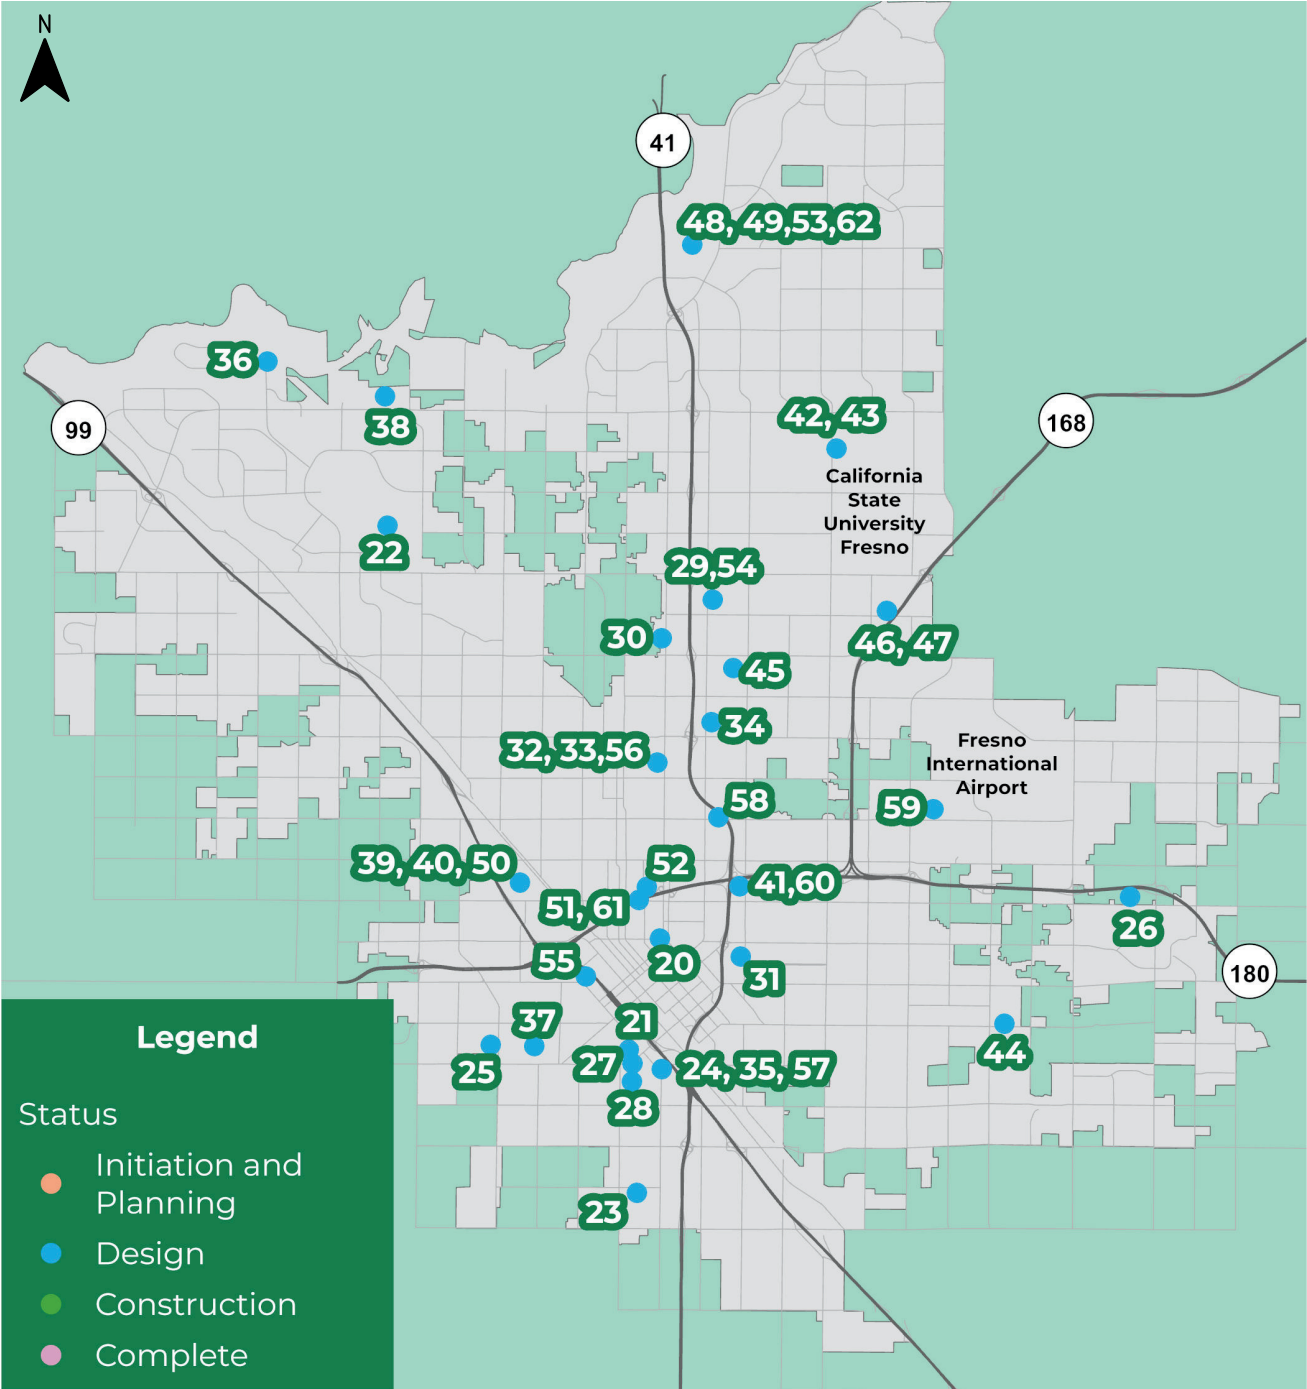 N
41
48, 49,53,62
36
38
99
42, 43
168
California
State
University
Fresno
22
29,54
30
46, 47
45
34
32, 33,56
Fresno
International
Airport
58
59
39, 40, 50
52
41,60
51, 61
26
20
55
31
180
37
21
25
27
24, 35, 57
44
28
23
Legend
Status
Initiation and
Planning
Design
Construction
Complete